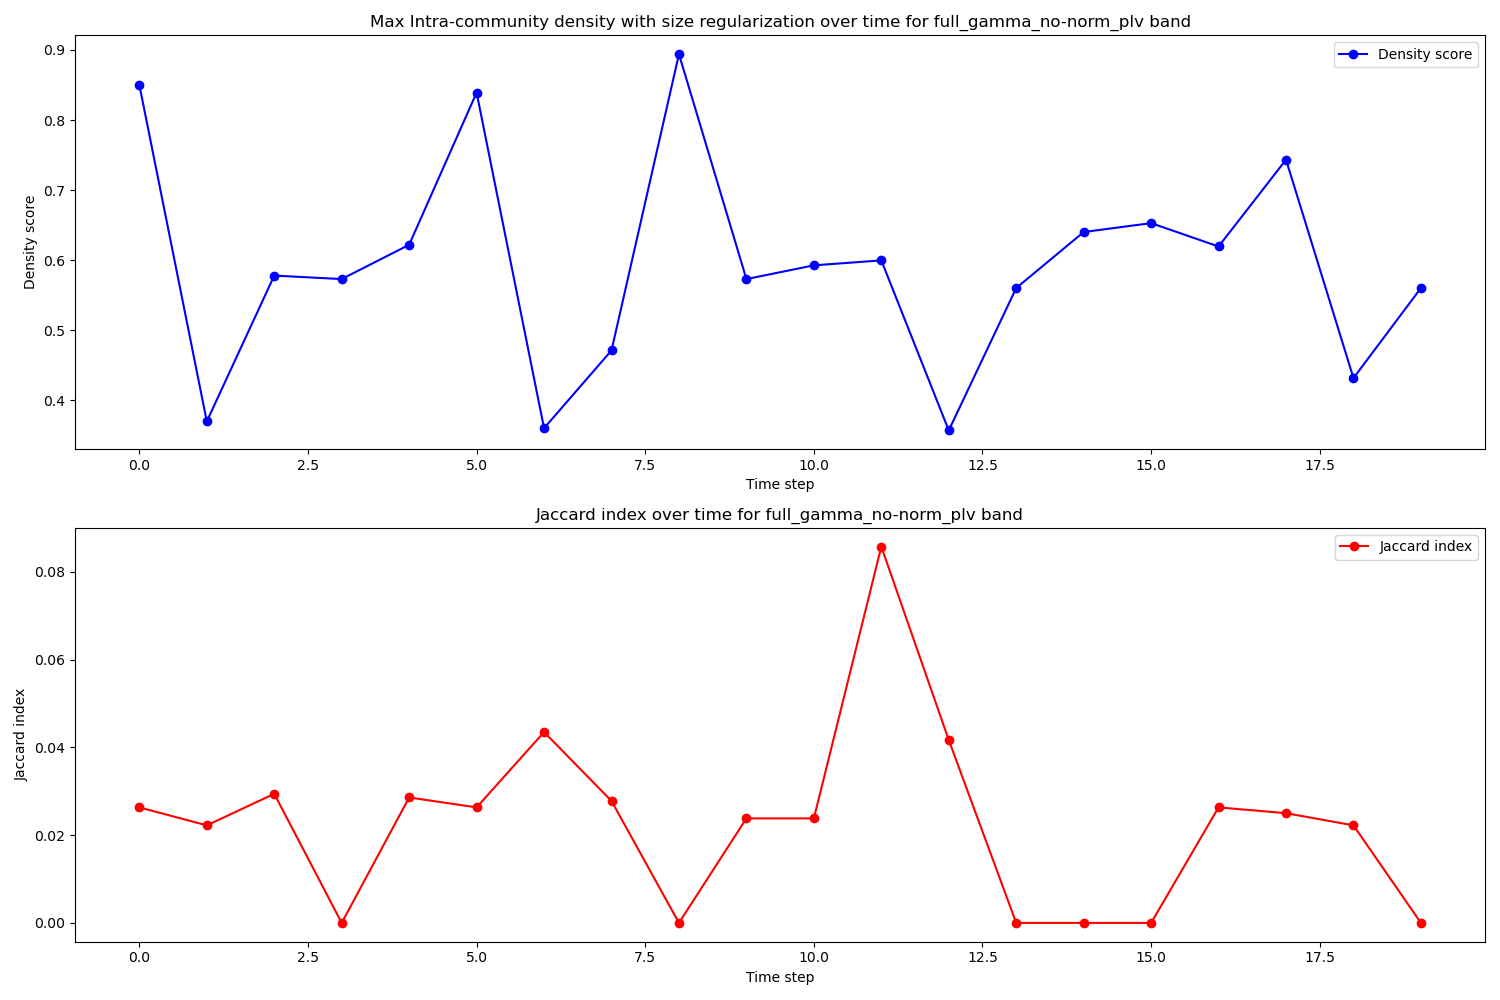 Max Intra-community density with size regularization over time for full_gamma_no-norm_plv band
Density score
0.9
0.8
0.7
0.6
0.5
0.4
Density score
0.0 2.5 5.0 7.5 10.0 12.5 15.0 17.5
Time step
Jaccard index over time for full_gamma_no-norm_plv band
Jaccard index
0.08
0.06
0.04
0.02
0.00
Jaccard index
0.0 2.5 5.0 7.5 10.0 12.5 15.0 17.5
Time step